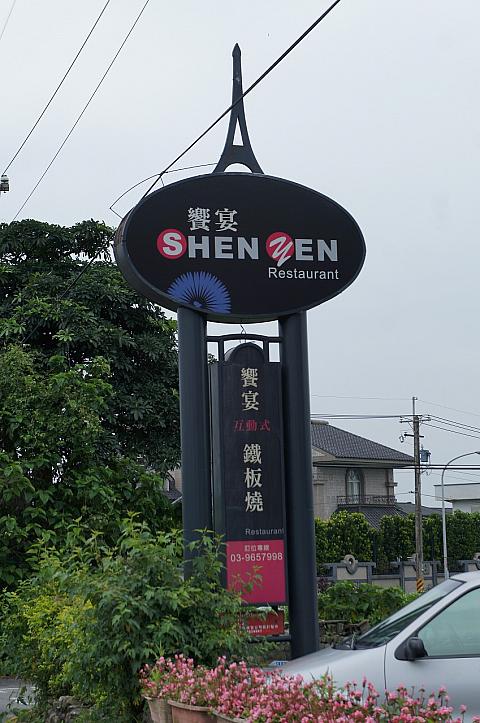 饗宴
SHEN YEN
Restaurant
饗宴
互動式
鐵板燒
Restaurant
訂位專線
03-9657998